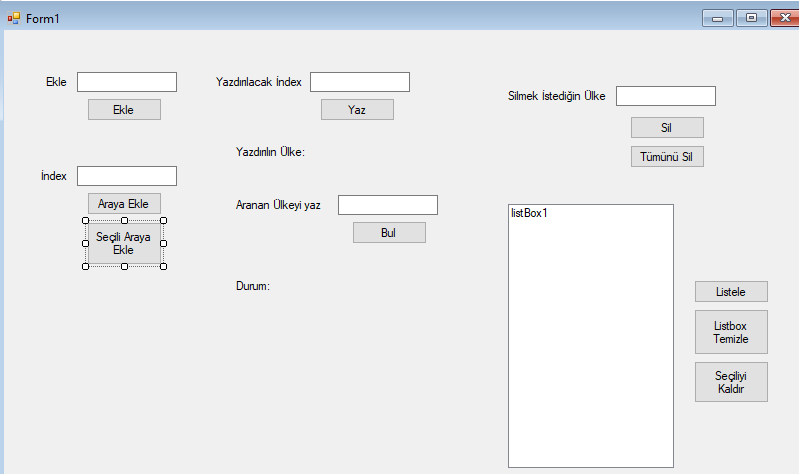 Form1
Ekle
Ekle
İndex
Araya Ekle
Seçili Araya
Ekle
Yazdırılacak İndex
Yaz
Yazdırılın Ülke:
Aranan Ülkeyi yaz
Bul
Durum:
Silmek İstediğin Ülke
Sil
Tümünü Sil
listBox1
Listele
Listbox
Temizle
Seçiliyi
Kaldır